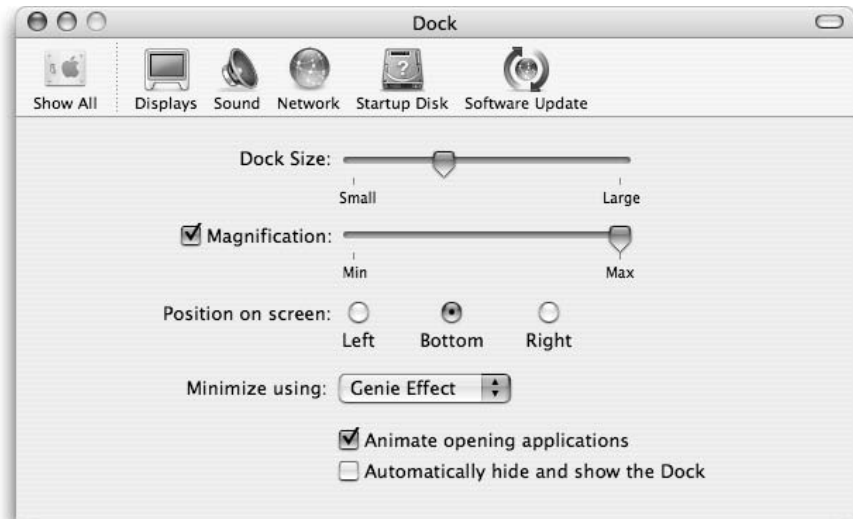 Dock
Show All Displays Sound Network Startup Disk Software Update
Dock Size:
Small Large
Magnification:
Min Max
Position on screen:
Left Bottom Right
Minimize using: Genie Effect
Animate opening applications
Automatically hide and show the Dock